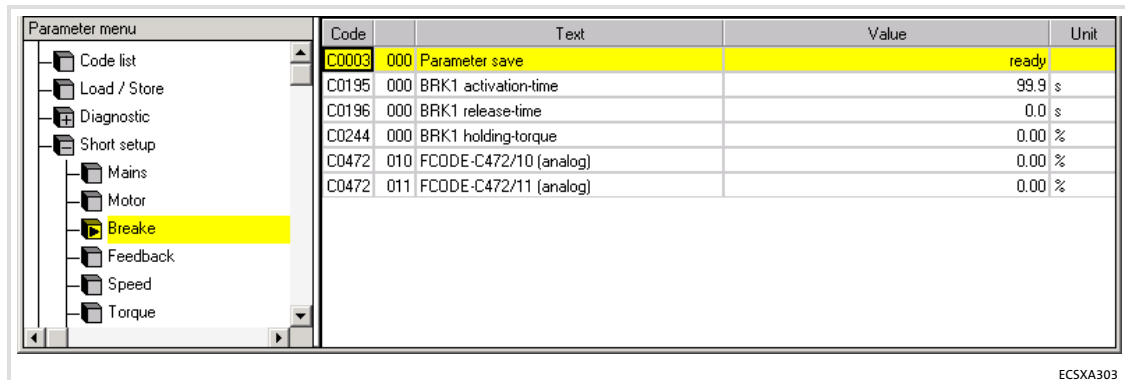 Parameter menu
Code list
Load / Store
Diagnostic
Short setup
Mains
Motor
Breake
Feedback
Speed
Torque
Code Text Value Unit
C0003 000 Parameter save ready
C0195 000 BRK1 activation-time 99.9 s
C0196 000 BRK1 release-time 0.0 s
C0244 000 BRK1 holding-torque 0.00 %
C0472 010 FCODE-C472/10 (analog) 0.00 %
C0472 011 FCODE-C472/11 (analog) 0.00 %
ECSXA303